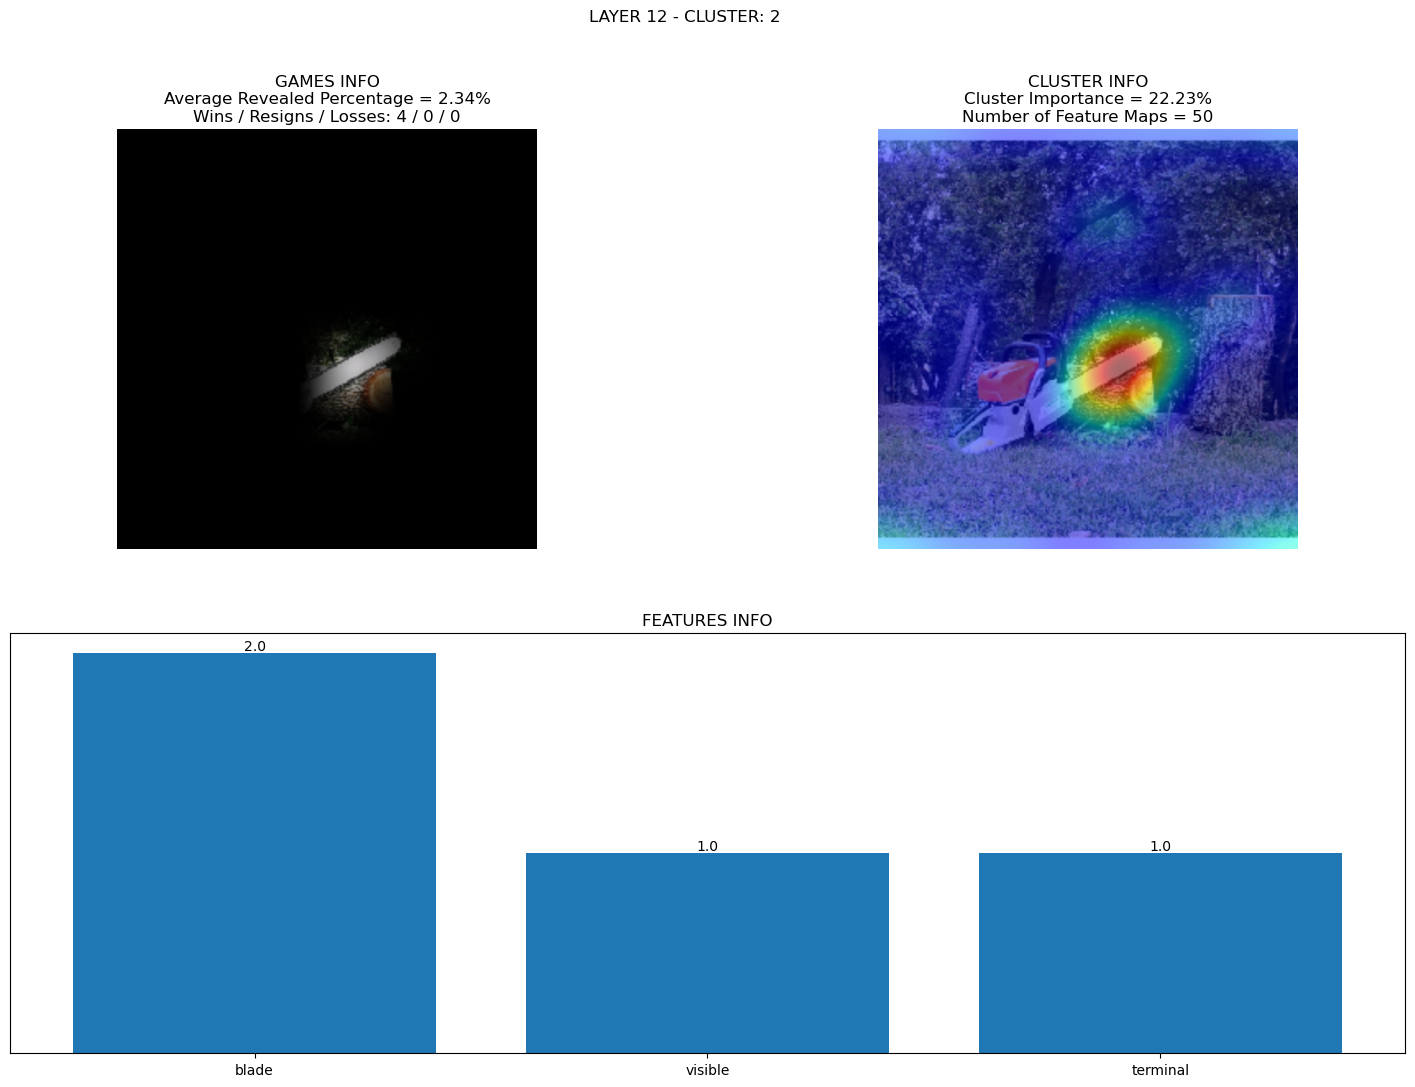 LAYER 12 - CLUSTER: 2
GAMES INFO
Average Revealed Percentage = 2.34%
Wins / Resigns / Losses: 4 / 0 / 0
CLUSTER INFO
Cluster Importance = 22.23%
Number of Feature Maps = 50
FEATURES INFO
2.0
1.0
1.0
blade
visible
terminal